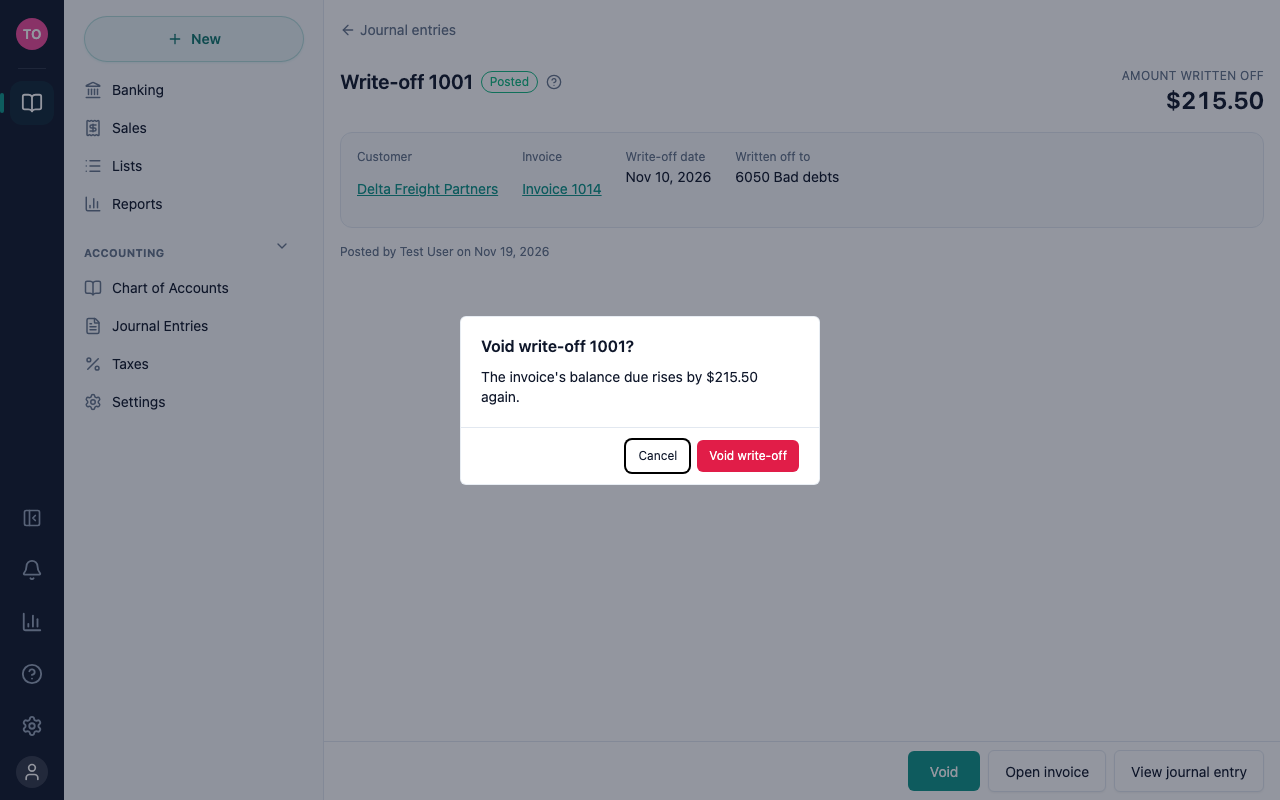 TO
New
Banking
Sales
Lists
Reports
ACCOUNTING
Chart of Accounts
Journal Entries
Taxes
Settings
Journal entries
Write-off 1001
Posted
AMOUNT WRITTEN OFF
$215.50
Customer
Delta Freight Partners
Invoice
Invoice 1014
Write-off date
Nov 10, 2026
Written off to
6050 Bad debts
Posted by Test User on Nov 19, 2026
Void write-off 1001?
The invoice's balance due rises by $215.50
again.
Cancel
Void write-off
Void
Open invoice
View journal entry